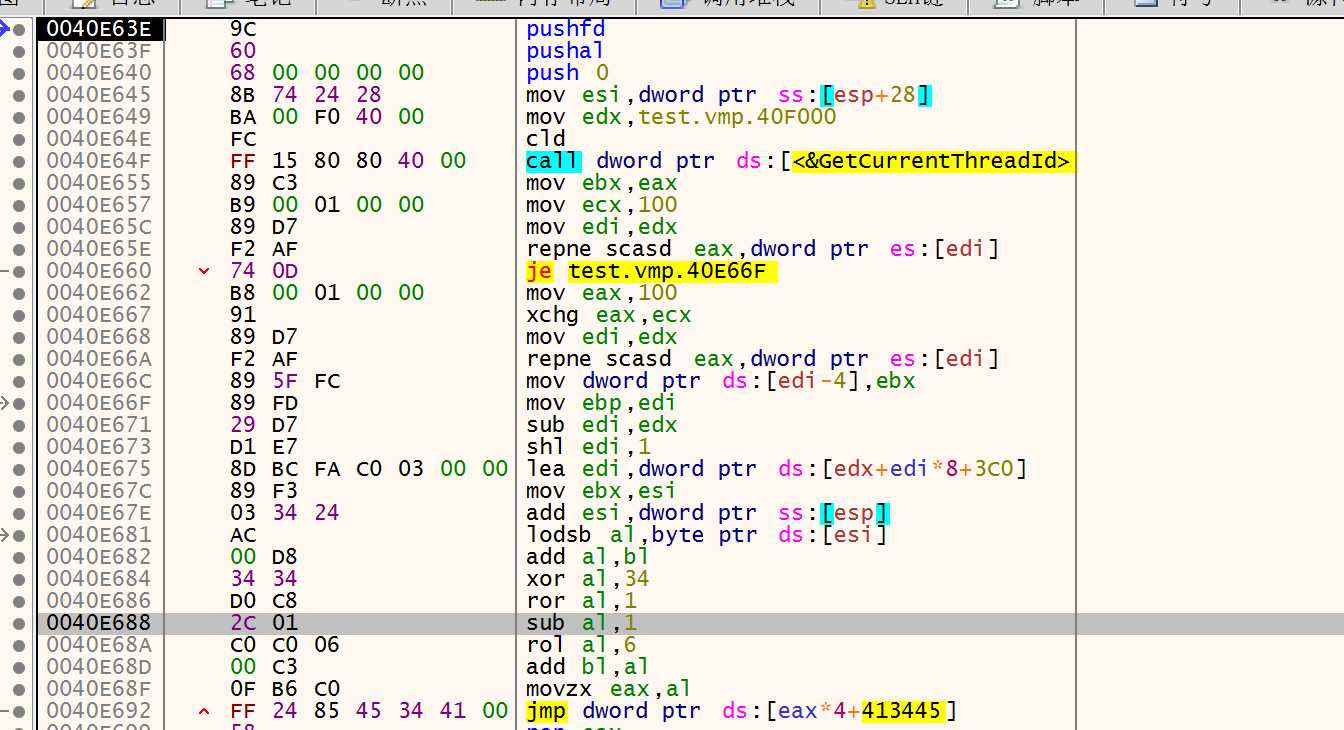 0040E63E 9C pushfd
0040E63F 60 pushal
0040E640 68 00 00 00 00 push 0
0040E645 8B 74 24 28 mov esi,dword ptr ss:[esp+28]
0040E649 BA 00 F0 40 00 mov edx,test.vmp.40F000
0040E64E FC cld
0040E64F FF 15 80 80 40 00 call dword ptr ds:[<&GetCurrentThreadId>
0040E655 89 C3 mov ebx,eax
0040E657 B9 00 01 00 00 mov ecx,100
0040E65C 89 D7 mov edi,edx
0040E65E F2 AF repne scasd eax,dword ptr es:[edi]
0040E660 74 0D je test.vmp.40E66F
0040E662 B8 00 01 00 00 mov eax,100
0040E667 91 xchg eax,ecx
0040E668 89 D7 mov edi,edx
0040E66A F2 AF repne scasd eax,dword ptr es:[edi]
0040E66C 89 5F FC mov dword ptr ds:[edi-4],ebx
0040E66F 89 FD mov ebp,edi
0040E671 29 D7 sub edi,edx
0040E673 D1 E7 shl edi,1
0040E675 8D BC FA C0 03 00 00 lea edi,dword ptr ds:[edx+edi*8+3C0]
0040E67C 89 F3 mov ebx,esi
0040E67E 03 34 24 add esi,dword ptr ss:[esp]
0040E681 AC lodsb al,byte ptr ds:[esi]
0040E682 00 D8 add al,bl
0040E684 34 34 xor al,34
0040E686 D0 C8 ror al,1
0040E688 2C 01 sub al,1
0040E68A C0 C0 06 rol al,6
0040E68D 00 C3 add bl,al
0040E68F 0F B6 C0 movzx eax,al
0040E692 FF 24 85 45 34 41 00 jmp dword ptr ds:[eax*4+413445]